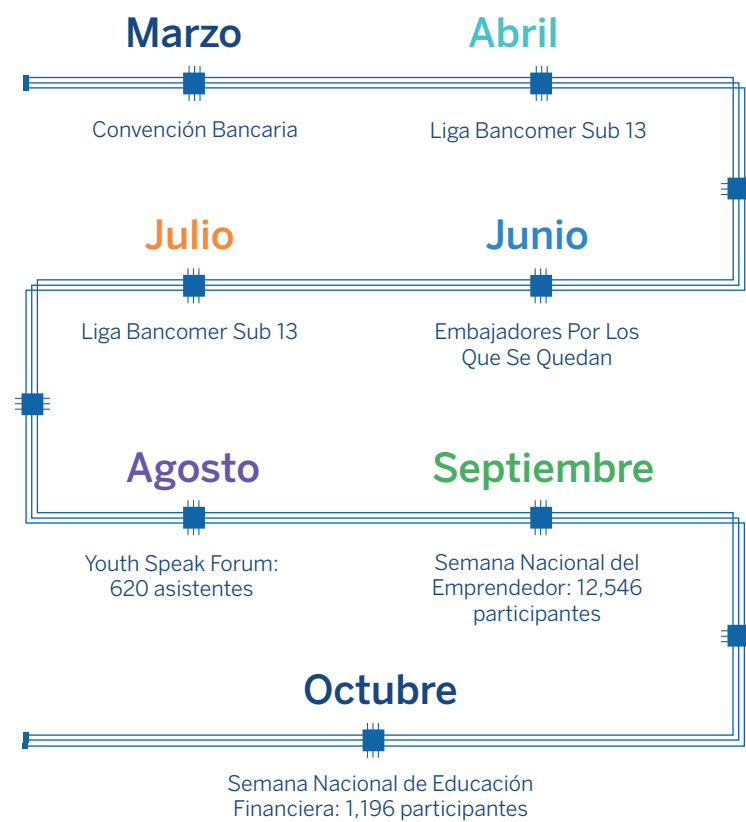 Marzo
Abril
Convención Bancaria
Liga Bancomer Sub 13
Julio
Junio
Liga Bancomer Sub 13
Embajadores Por Los
Que Se Quedan
Agosto
Septiembre
Youth Speak Forum:
620 asistentes
Semana Nacional del
Emprendedor: 12,546
participantes
Octubre
Semana Nacional de Educación
Financiera: 1,196 participantes